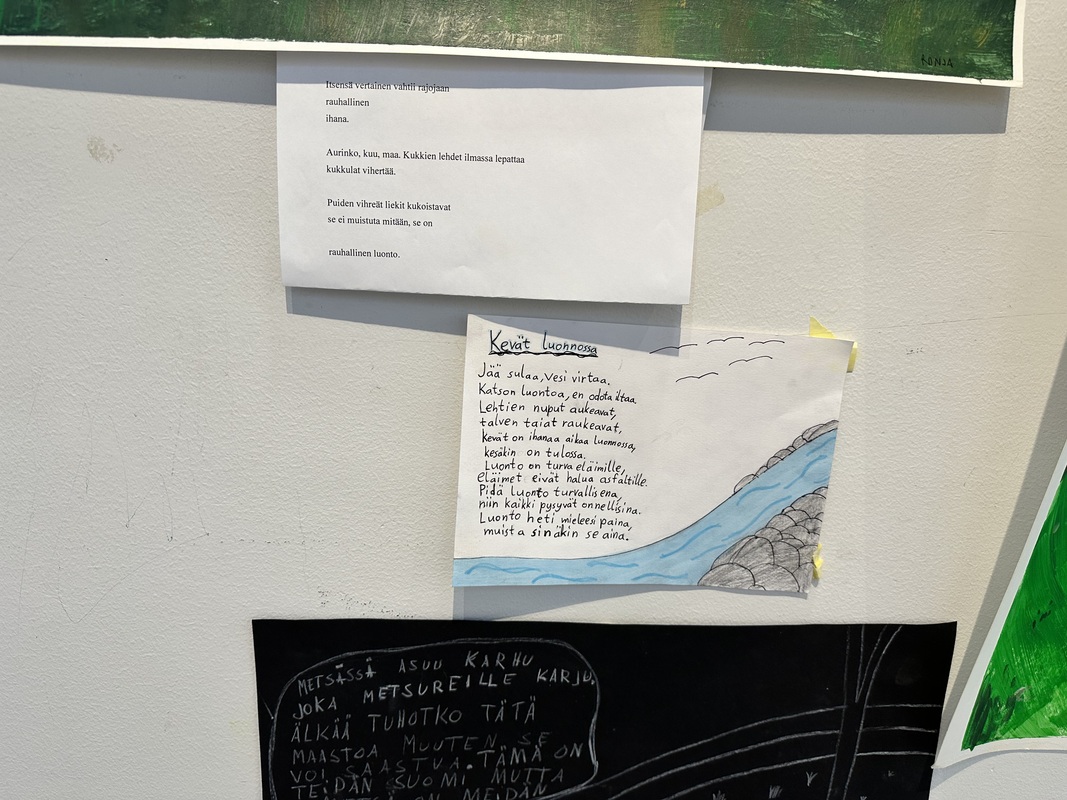 RONJA
Itsensä vertainen vahtii rajojaan
rauhallinen
ihana.
Aurinko, kuu, maa. Kukkien lehdet ilmassa lepattaa
kukkulat vihertää.
Puiden vihreät liekit kukoistavat
se ei muistuta mitään, se on
rauhallinen luonto.
Kevät luonnossa
Jää sulaa, vesi virtaa.
Katson luontoa, en odota iltaa.
Lehtien nuput aukeavat,
talven taiat raukeavat,
kevät on ihanaa aikaa luonnossa,
kesäkin on tulossa.
Luonto on turva eläimille,
eläimet eivät halua asfaltille.
Pidä luonto turvallisena,
niin kaikki pysyvät onnellisina.
Luonto heti mieleesi paina,
muista sinäkin se aina.
METSÄSSÄ ASUU KARHU
JOKA METSUREILLE KARJU.
ÄLKÄÄ TUHOTKO TÄTÄ
MAASTOA MUUTEN SE
VOI SAASTUA. TÄMÄ ON
TEIDÄN SUOMI MUTTA
ON MEIDÄN